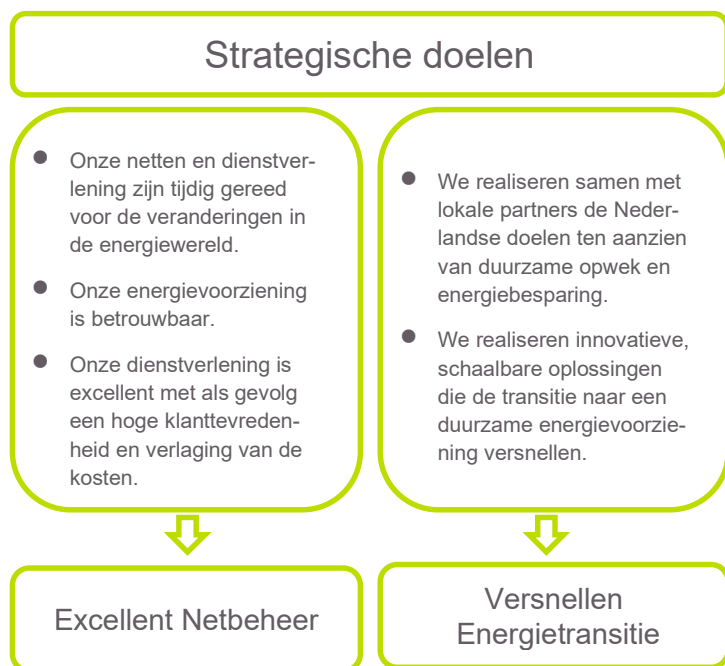 Strategische doelen
● Onze netten en dienstver-
lening zijn tijdig gereed
voor de veranderingen in
de energiewereld.
● Onze energievoorziening
is betrouwbaar.
● Onze dienstverlening is
excellent met als gevolg
een hoge klanttevreden-
heid en verlaging van de
kosten.
● We realiseren samen met
lokale partners de Neder-
landse doelen ten aanzien
van duurzame opwek en
energiebesparing.
● We realiseren innovatieve,
schaalbare oplossingen
die de transitie naar een
duurzame energievoorzie-
ning versnellen.
Excellent Netbeheer
Versnellen
Energietransitie